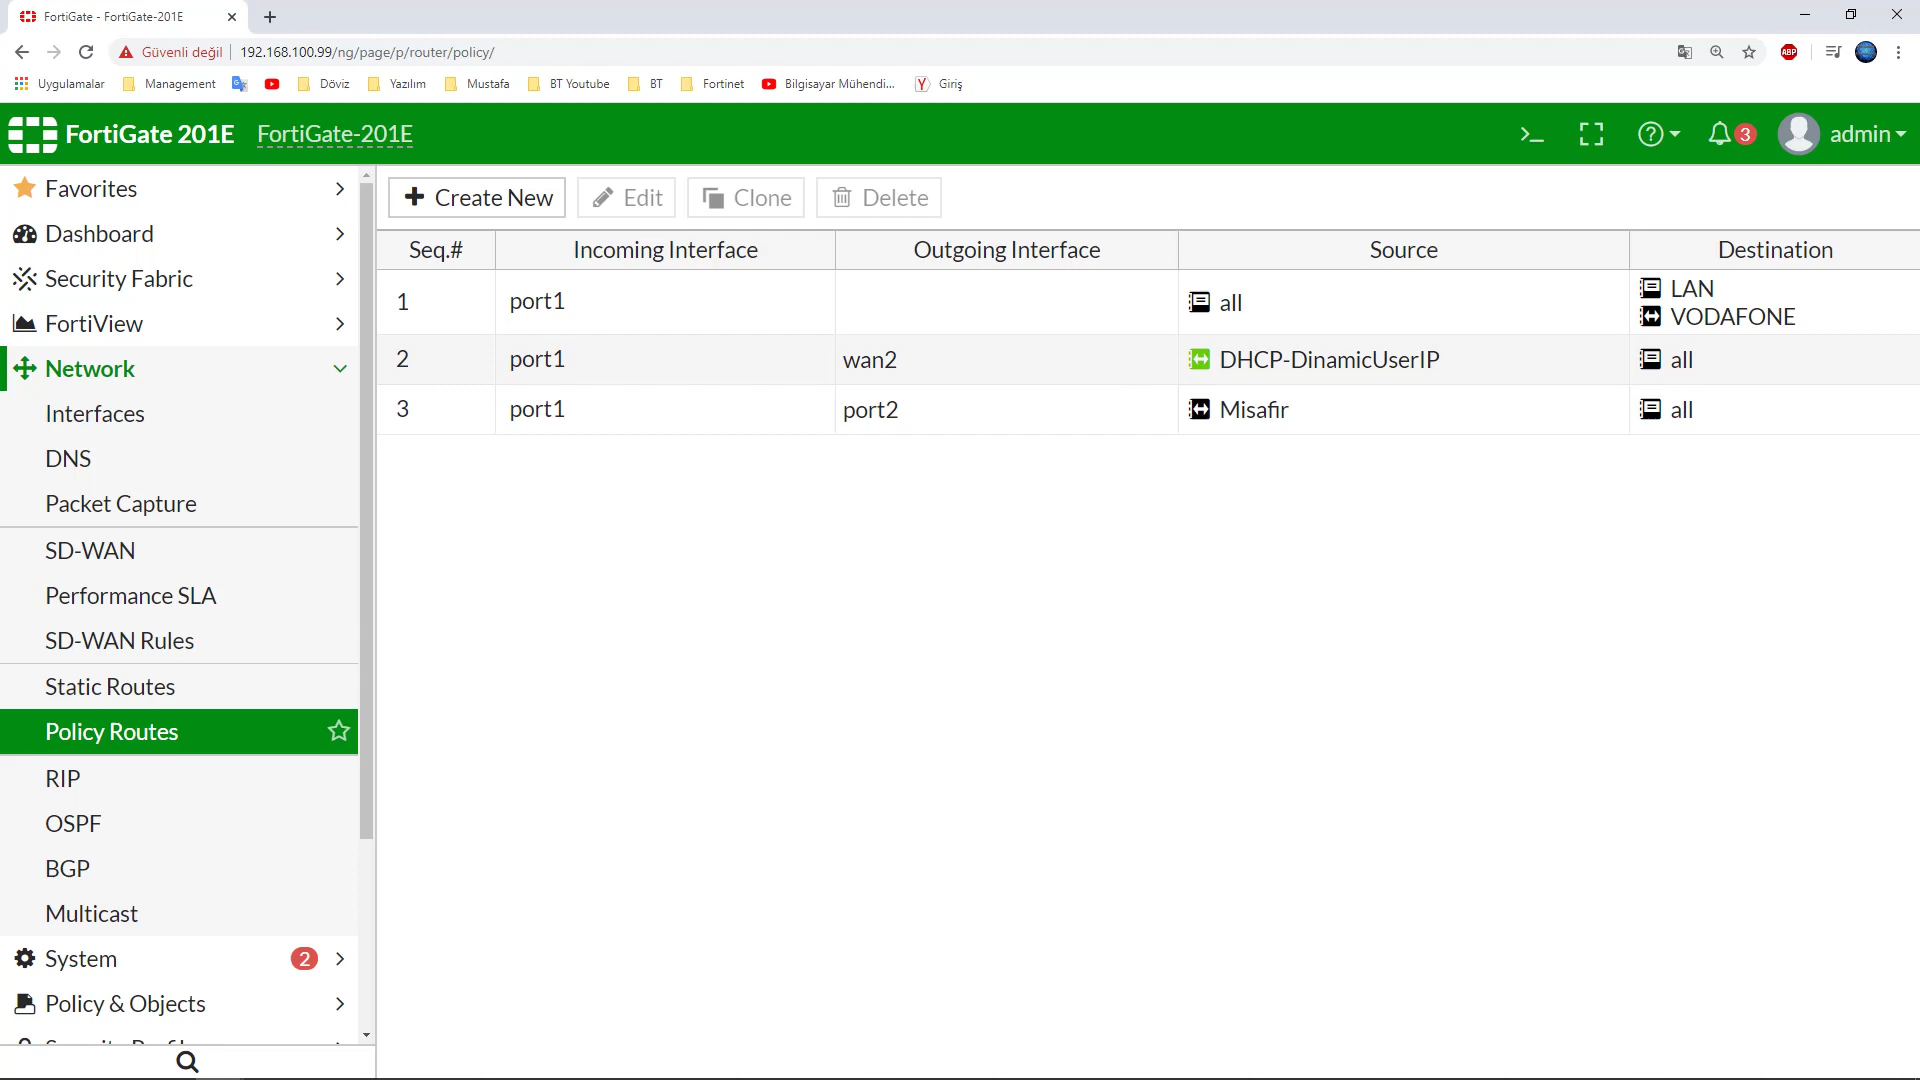 FortiGate - FortiGate-201E
Güvenli değil 192.168.100.99/ng/page/p/router/policy/
ABP
Uygulamalar Management Döviz Yazılım Mustafa BT Youtube BT Fortinet Bilgisayar Mühendi... Y Giriş
FortiGate 201E FortiGate-201E 3 admin
Favorites
Dashboard
Security Fabric
FortiView
Network
Interfaces
DNS
Packet Capture
SD-WAN
Performance SLA
SD-WAN Rules
Static Routes
Policy Routes
RIP
OSPF
BGP
Multicast
System 2
Policy & Objects
Create New Edit Clone Delete
Seq.# Incoming Interface Outgoing Interface Source Destination
1 port1 all LAN
VODAFONE
2 port1 wan2 DHCP-DinamicUserIP all
3 port1 port2 Misafir all